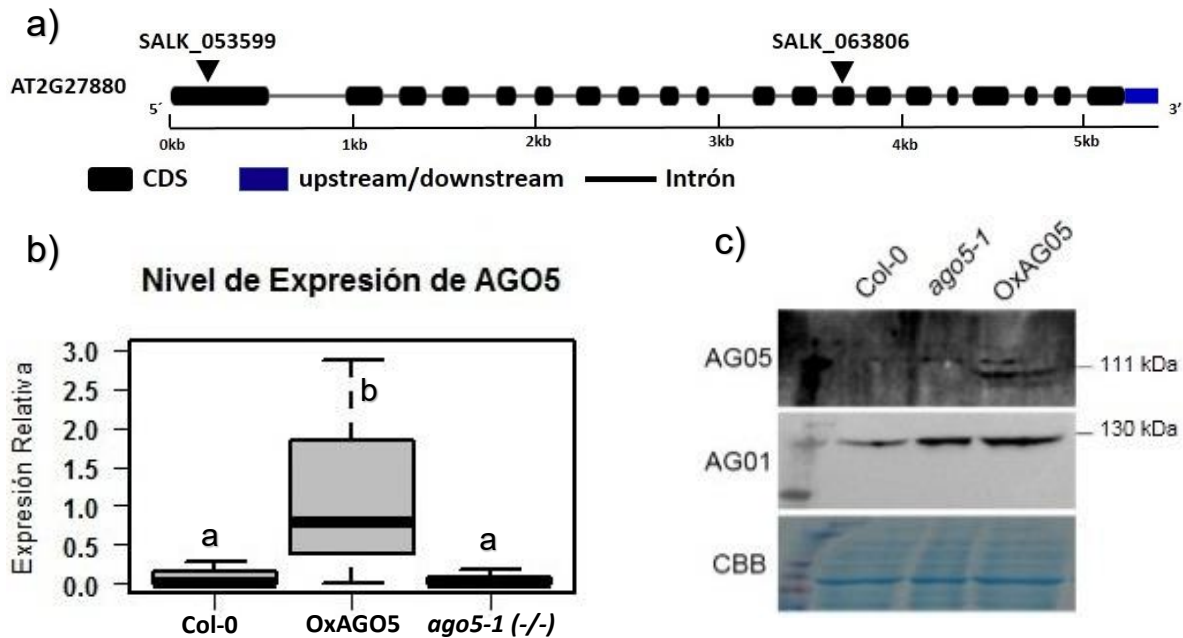 a)
SALK_053599
SALK_063806
AT2G27880
5´
3’
0kb
1kb
2kb
3kb
4kb
5kb
CDS
upstream/downstream
Intrón
b)
Nivel de Expresión de AGO5
Expresión Relativa
3.0
2.5
2.0
1.5
1.0
0.5
0.0
a
b
a
Col-0
OxAGO5
ago5-1 (-/-)
c)
Col-0
ago5-1
OxAG05
AG05
111 kDa
130 kDa
AG01
CBB